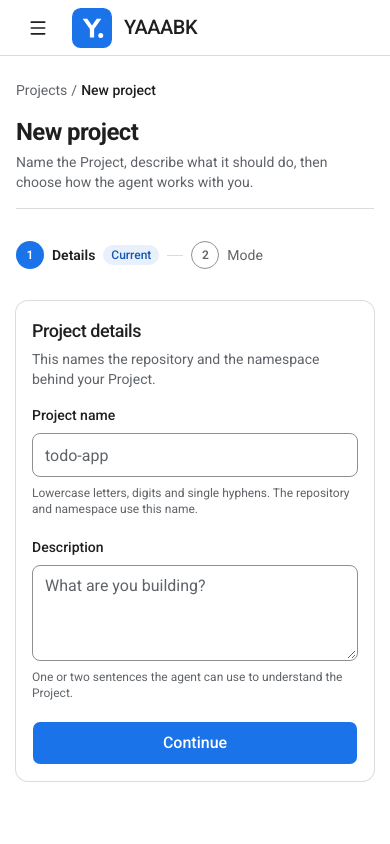 Y.
YAAABK
Projects / New project
New project
Name the Project, describe what it should do, then
choose how the agent works with you.
1 Details Current 2 Mode
Project details
This names the repository and the namespace
behind your Project.
Project name
todo-app
Lowercase letters, digits and single hyphens. The repository
and namespace use this name.
Description
What are you building?
One or two sentences the agent can use to understand the
Project.
Continue